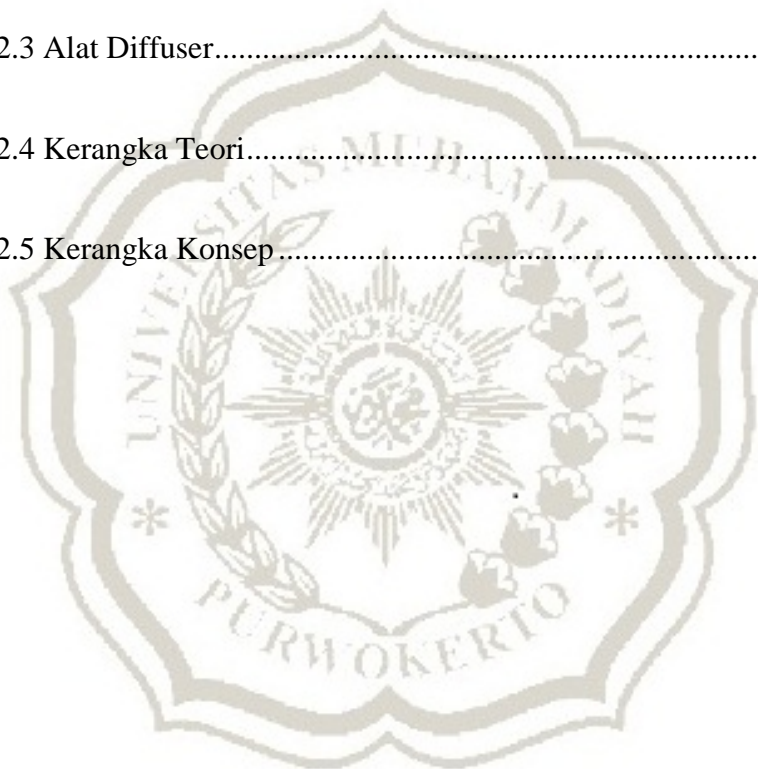 2.3 Alat Diffuser.....................................................................
2.4 Kerangka Teori.................................................................
2.5 Kerangka Konsep.............................................................
UNIVERSITAS MUHAMMADIYAH
* *
PURWOKERTO